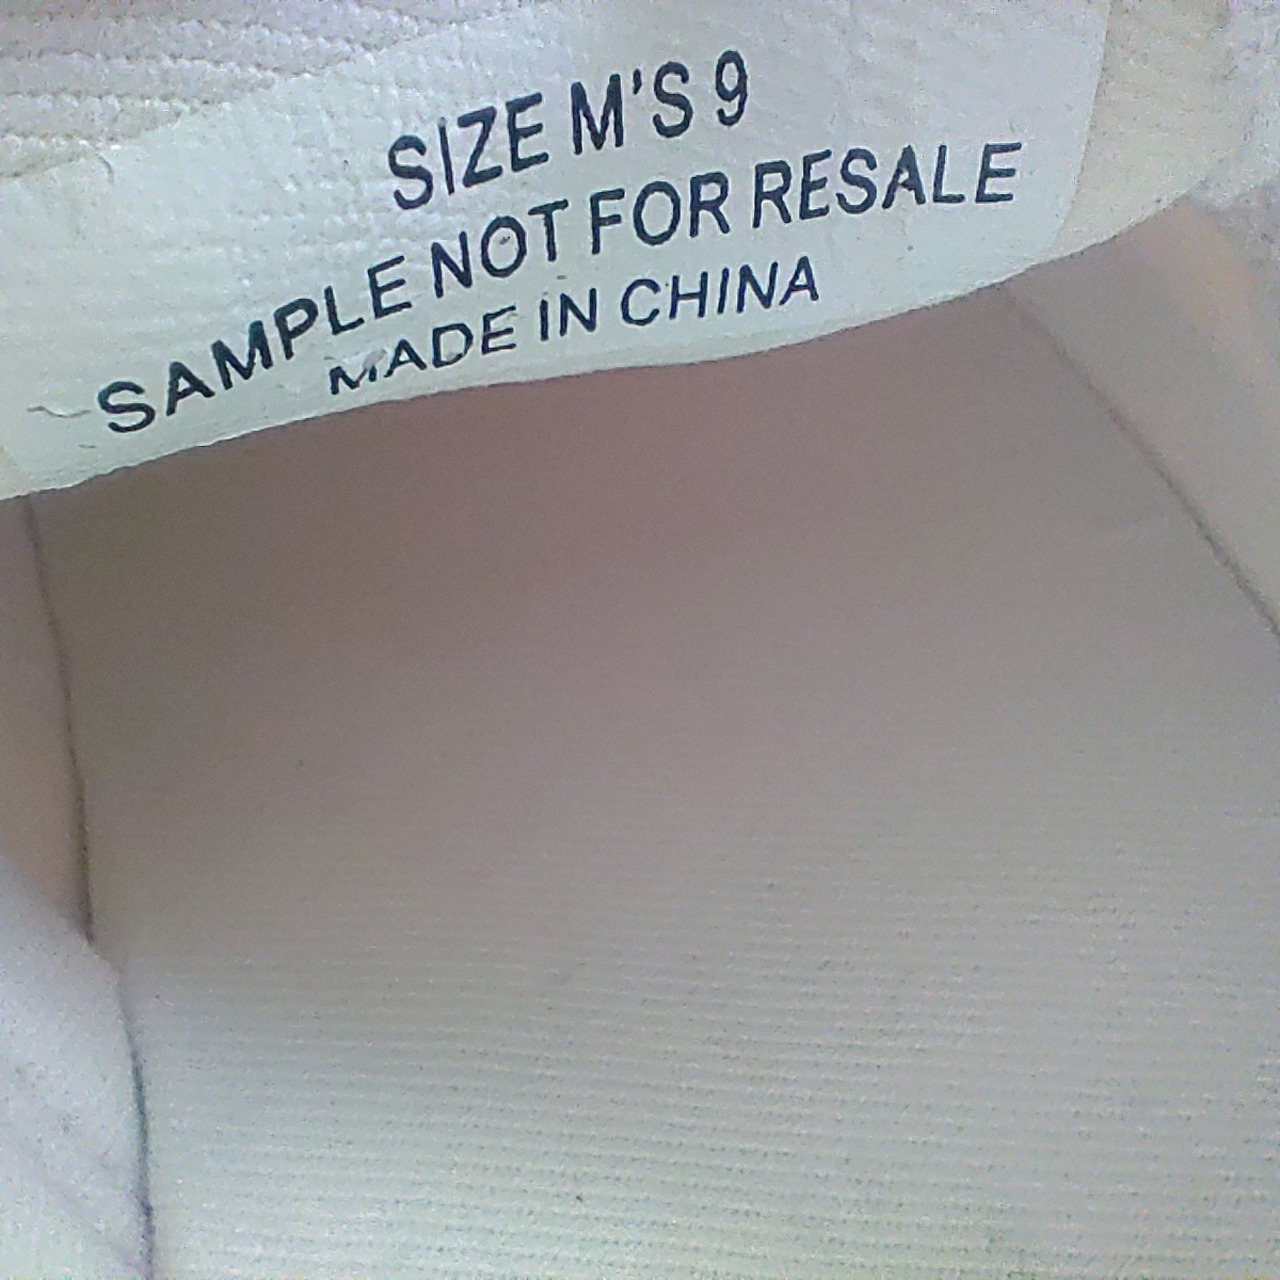 SIZE M'S 9
SAMPLE NOT FOR RESALE
MADE IN CHINA